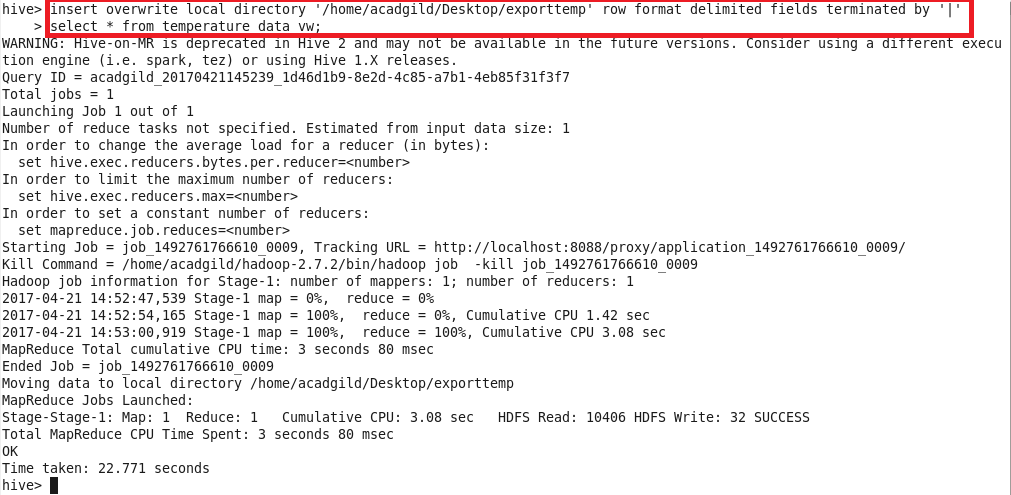 hive> insert overwrite local directory '/home/acadgild/Desktop/exporttemp' row format delimited fields terminated by '|'
    > select * from temperature_data_vw;
WARNING: Hive-on-MR is deprecated in Hive 2 and may not be available in the future versions. Consider using a different execu
tion engine (i.e. spark, tez) or using Hive 1.X releases.
Query ID = acadgild_20170421145239_1d46d1b9-8e2d-4c85-a7b1-4eb85f31f3f7
Total jobs = 1
Launching Job 1 out of 1
Number of reduce tasks not specified. Estimated from input data size: 1
In order to change the average load for a reducer (in bytes):
  set hive.exec.reducers.bytes.per.reducer=<number>
In order to limit the maximum number of reducers:
  set hive.exec.reducers.max=<number>
In order to set a constant number of reducers:
  set mapreduce.job.reduces=<number>
Starting Job = job_1492761766610_0009, Tracking URL = http://localhost:8088/proxy/application_1492761766610_0009/
Kill Command = /home/acadgild/hadoop-2.7.2/bin/hadoop job  -kill job_1492761766610_0009
Hadoop job information for Stage-1: number of mappers: 1; number of reducers: 1
2017-04-21 14:52:47,539 Stage-1 map = 0%,  reduce = 0%
2017-04-21 14:52:54,165 Stage-1 map = 100%,  reduce = 0%, Cumulative CPU 1.42 sec
2017-04-21 14:53:00,919 Stage-1 map = 100%,  reduce = 100%, Cumulative CPU 3.08 sec
MapReduce Total cumulative CPU time: 3 seconds 80 msec
Ended Job = job_1492761766610_0009
Moving data to local directory /home/acadgild/Desktop/exporttemp
MapReduce Jobs Launched:
Stage-Stage-1: Map: 1  Reduce: 1   Cumulative CPU: 3.08 sec   HDFS Read: 10406 HDFS Write: 32 SUCCESS
Total MapReduce CPU Time Spent: 3 seconds 80 msec
OK
Time taken: 22.771 seconds
hive>